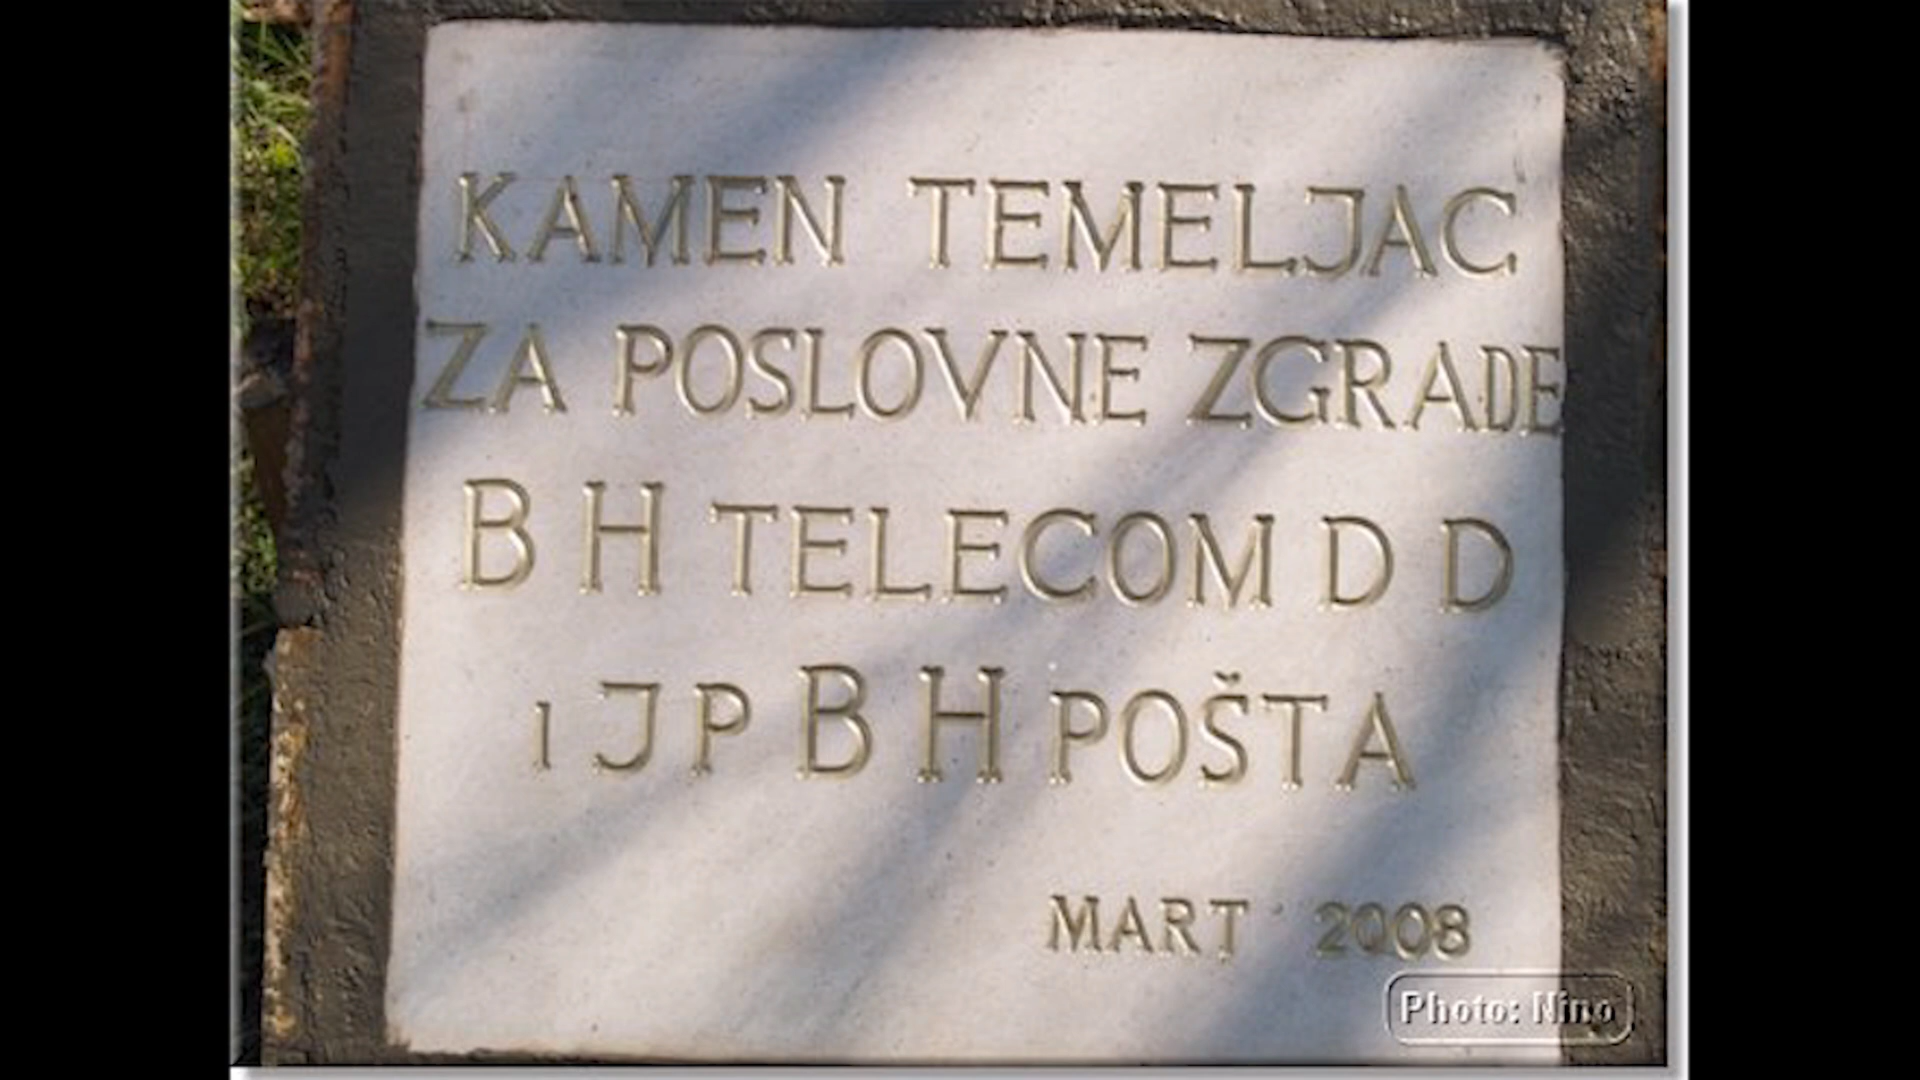 KAMEN TEMELJAC
ZA POSLOVNE ZGRADE
B H TELECOM D D
I J P B H POŠTA
MART 2008
Photo: Nino